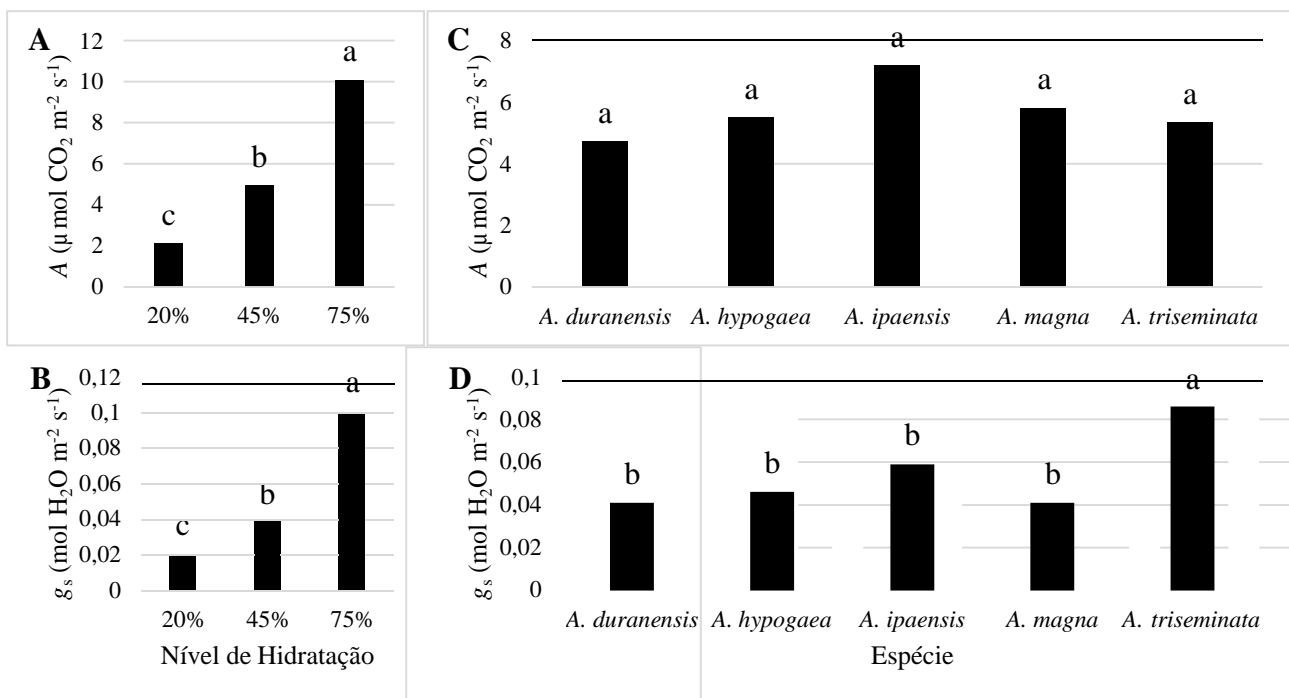 A
A (μ mol CO₂ m⁻² s⁻¹)
12
10
8
6
4
2
0
c
b
a
20% 45% 75%
C
A (μ mol CO₂ m⁻² s⁻¹)
8
6
4
2
0
a
a
a
a
a
A. duranensis A. hypogaea A. ipaensis A. magna A. triseminata
B
gₛ (mol H₂O m⁻² s⁻¹)
0,12
0,1
0,08
0,06
0,04
0,02
0
c
b
a
20% 45% 75%
Nível de Hidratação
D
gₛ (mol H₂O m⁻² s⁻¹)
0,1
0,08
0,06
0,04
0,02
0
b
b
b
b
a
A. duranensis A. hypogaea A. ipaensis A. magna A. triseminata
Espécie